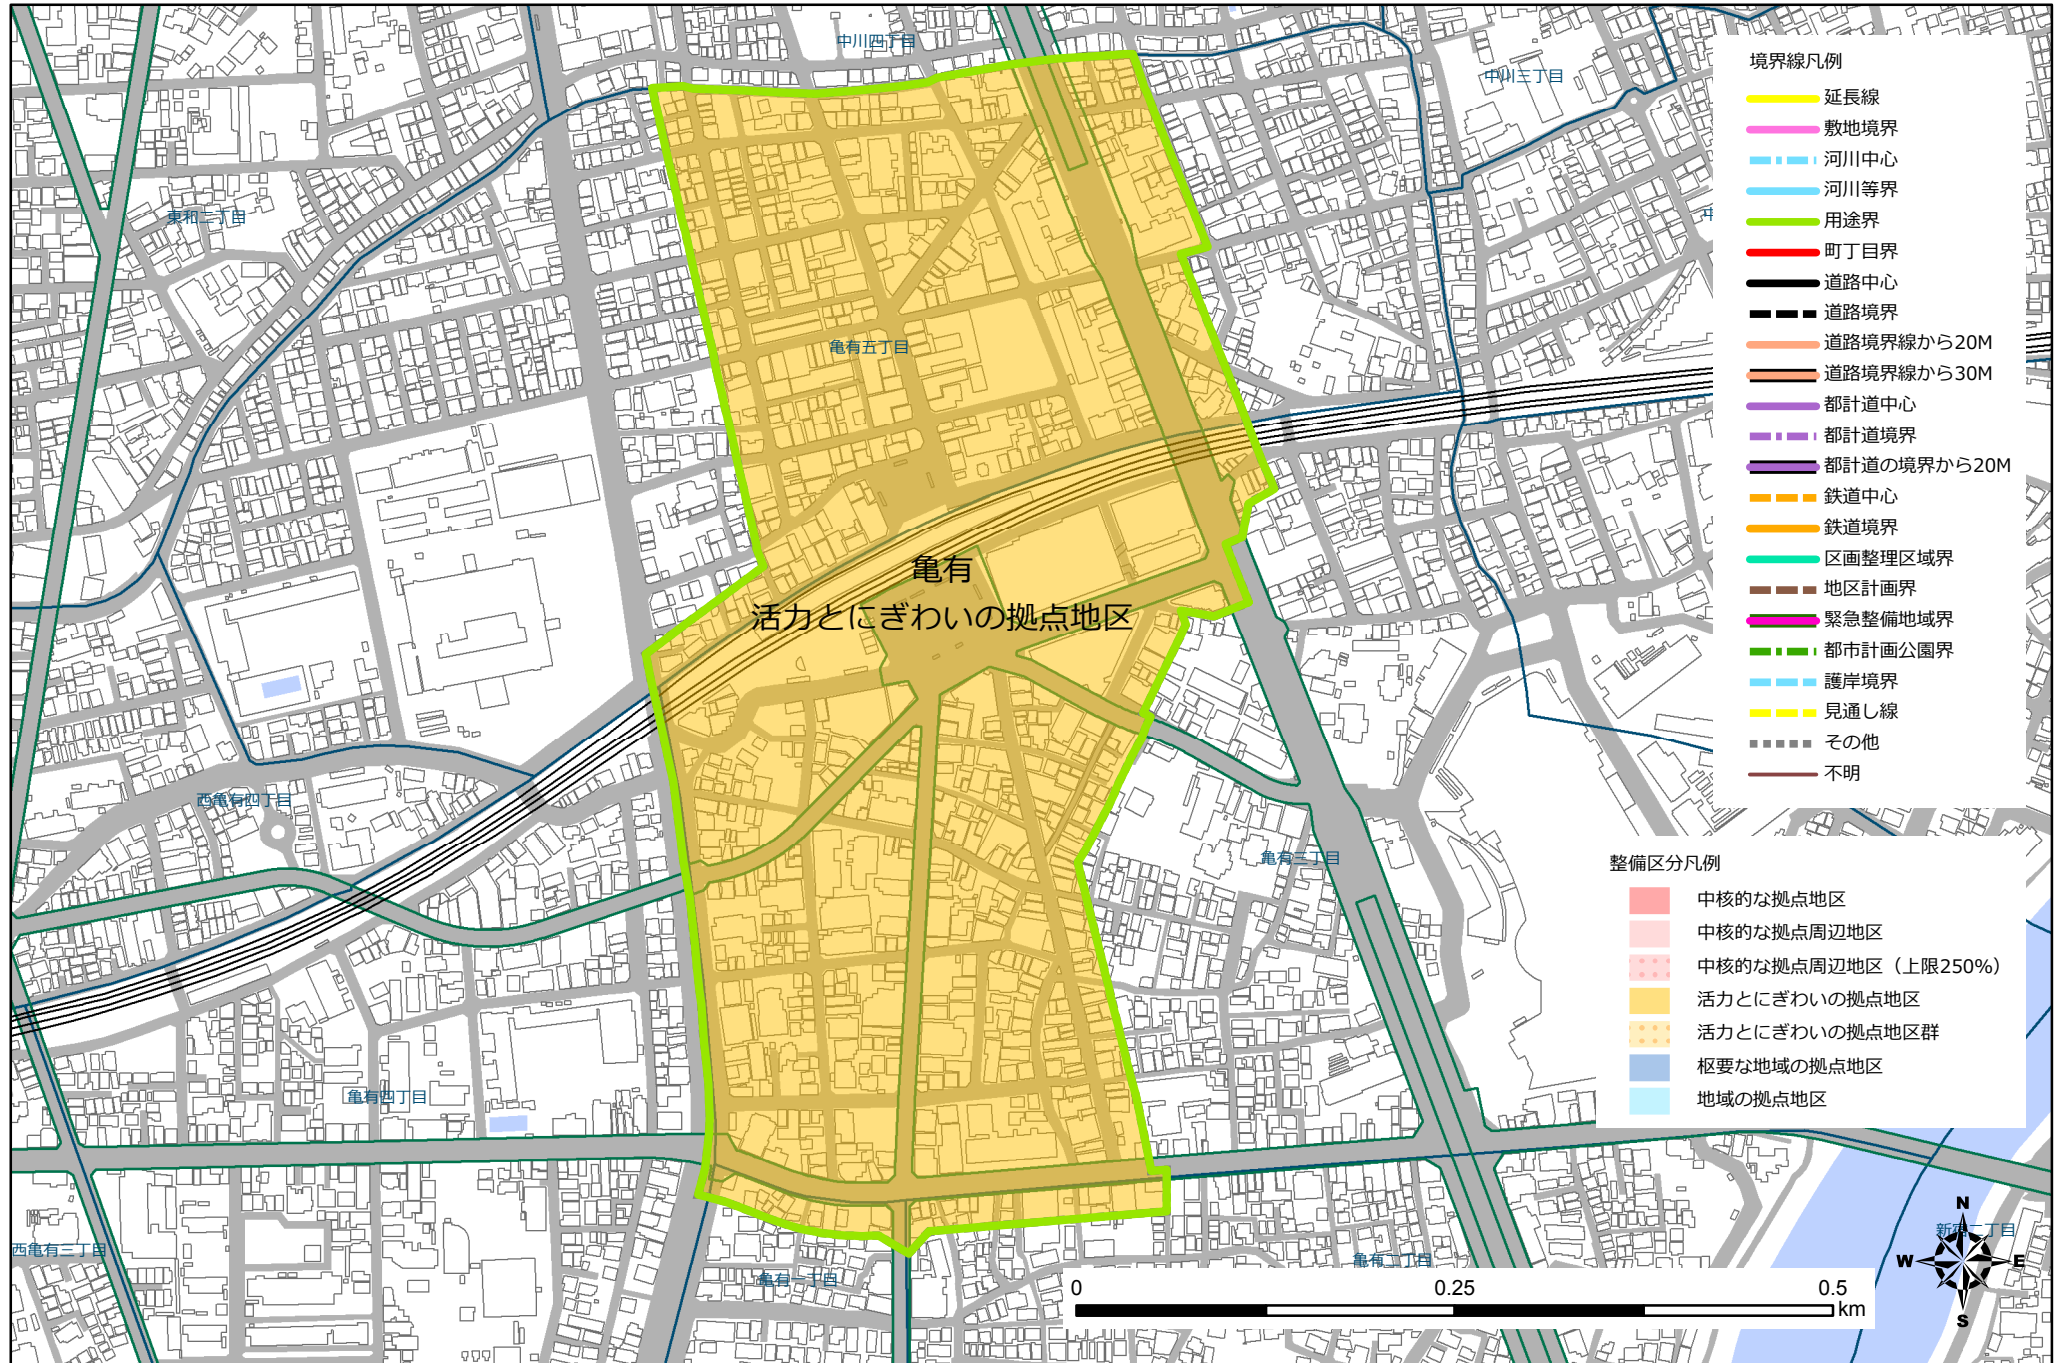 中川四丁目
中川三丁目
東和二丁目
中
亀有五丁目
亀有
活力とにぎわいの拠点地区
西亀有四丁目
亀有三丁目
亀有四丁目
西亀有三丁目
亀有一丁目
亀有二丁目
新宿二丁目
境界線凡例
延長線
敷地境界
河川中心
河川等界
用途界
町丁目界
道路中心
道路境界
道路境界線から20M
道路境界線から30M
都計道中心
都計道境界
都計道の境界から20M
鉄道中心
鉄道境界
区画整理区域界
地区計画界
緊急整備地域界
都市計画公園界
護岸境界
見通し線
その他
不明
整備区分凡例
中核的な拠点地区
中核的な拠点周辺地区
中核的な拠点周辺地区（上限250%）
活力とにぎわいの拠点地区
活力とにぎわいの拠点地区群
枢要な地域の拠点地区
地域の拠点地区
N
W E
S
0 0.25 0.5
km